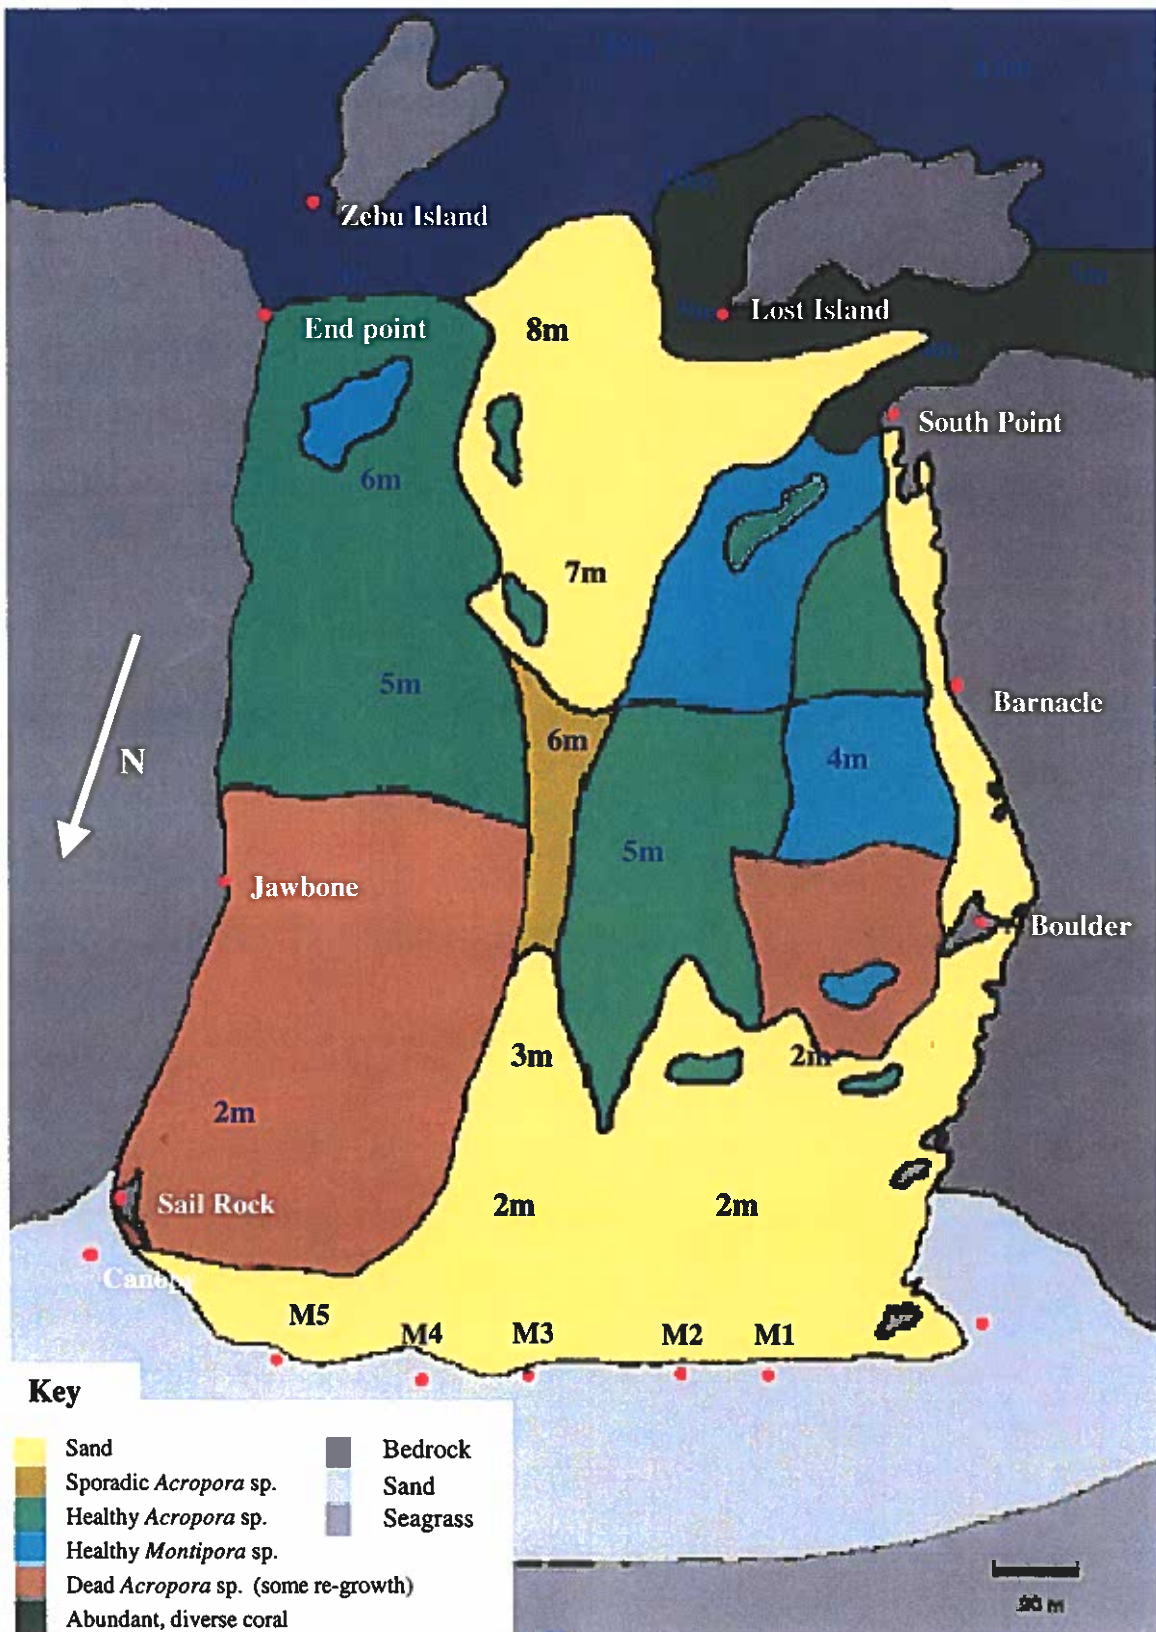 Zebu Island
Lost Island
End point
8m
South Point
6m
7m
5m
Barnacle
N
6m
4m
5m
Jawbone
Boulder
3m
2m
2m
Sail Rock
2m
2m
M5
M4
M3
M2
M1
Key
Sand
Sporadic Acropora sp.
Healthy Acropora sp.
Healthy Montipora sp.
Dead Acropora sp. (some re-growth)
Abundant, diverse coral
Bedrock
Sand
Seagrass